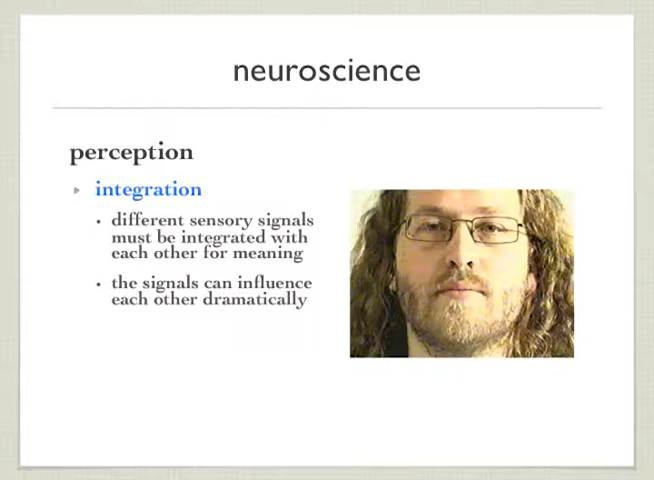 neuroscience
perception
integration
different sensory signals
must be integrated with
each other for meaning
the signals can influence
each other dramatically